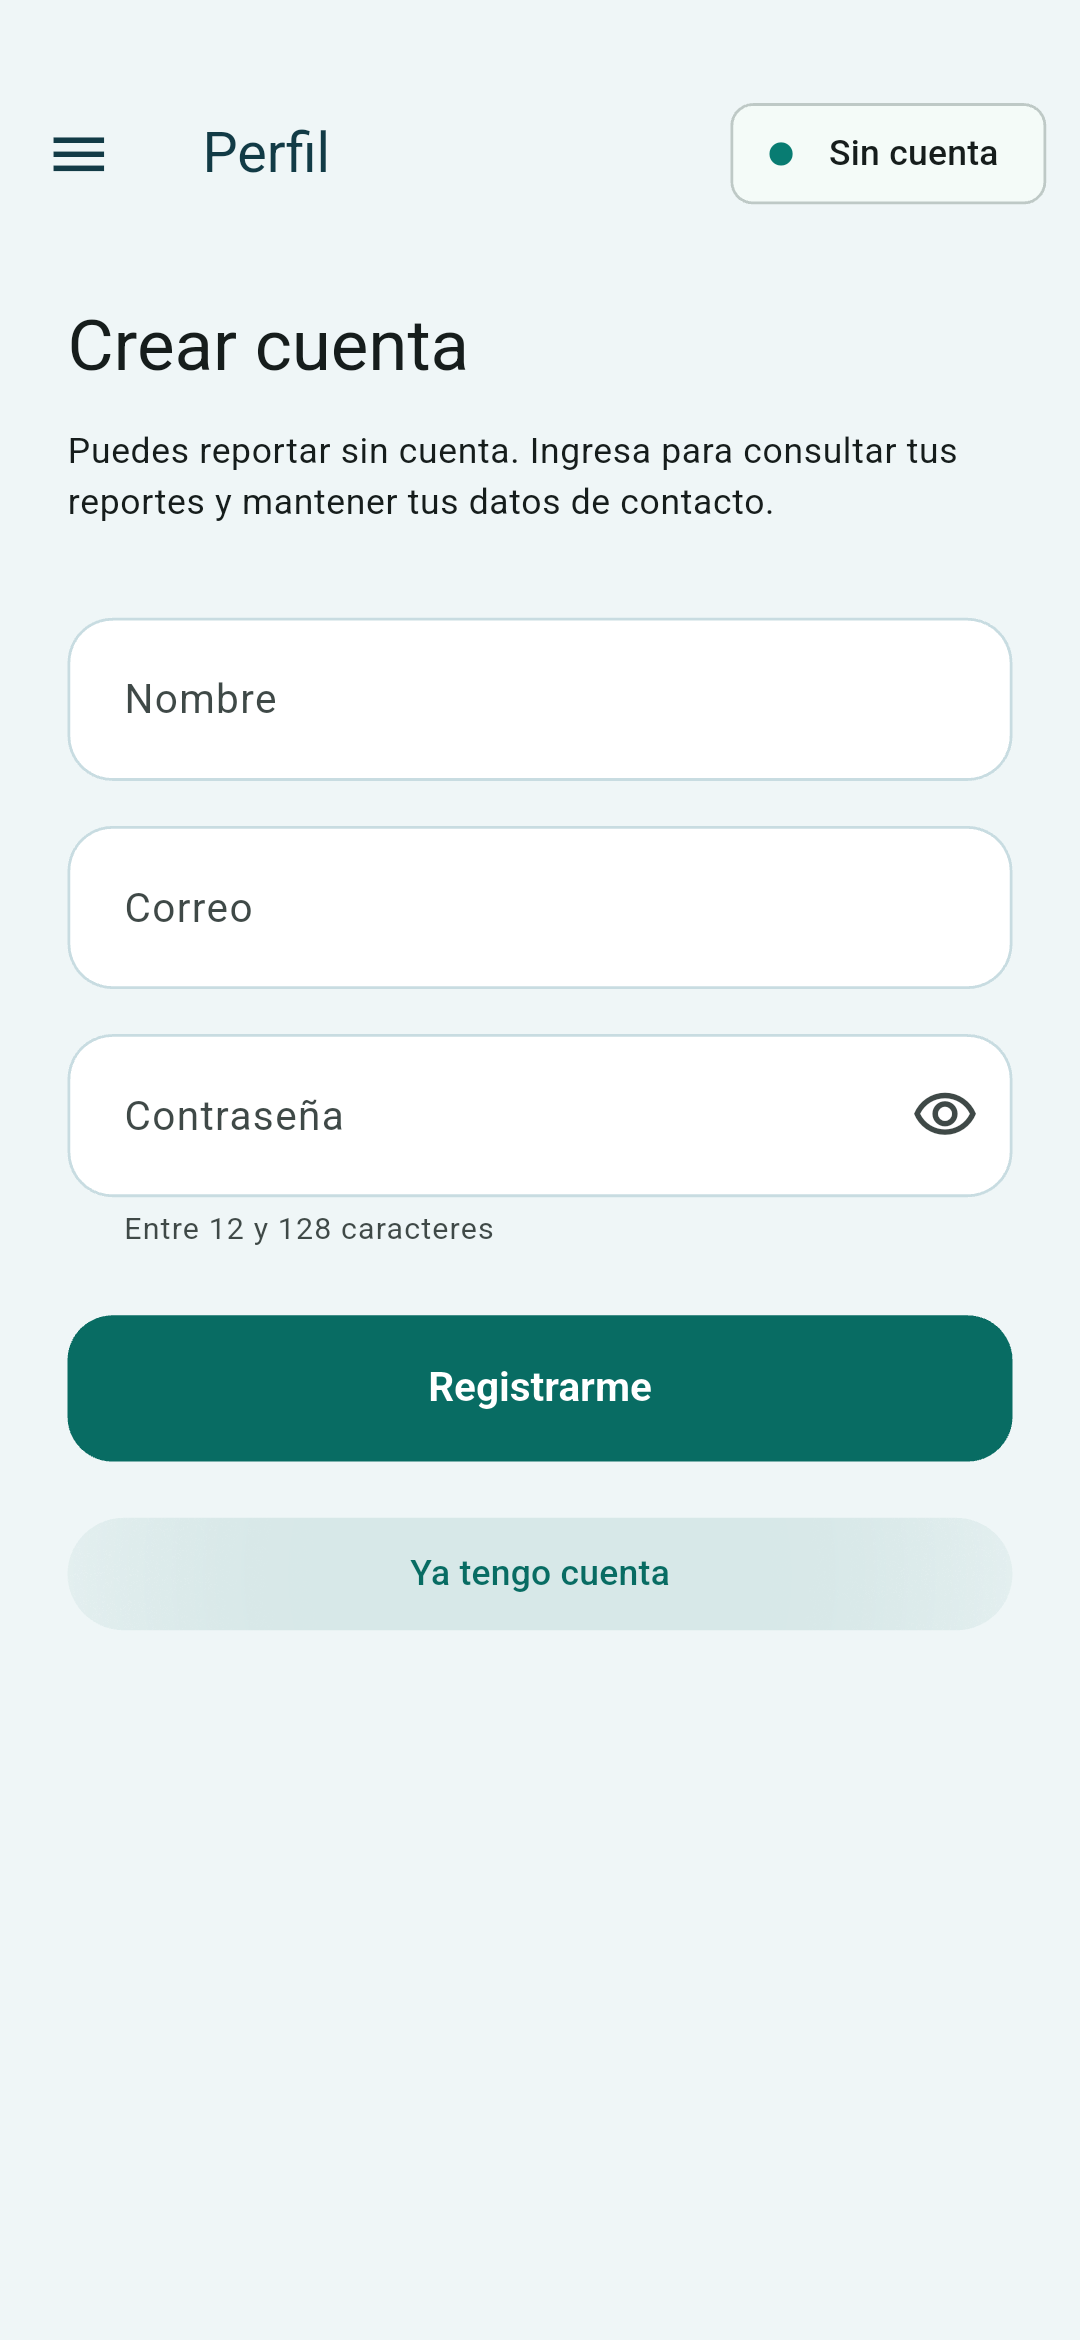 Perfil
Sin cuenta
Crear cuenta
Puedes reportar sin cuenta. Ingresa para consultar tus
reportes y mantener tus datos de contacto.
Nombre
Correo
Contraseña
Entre 12 y 128 caracteres
Registrarme
Ya tengo cuenta